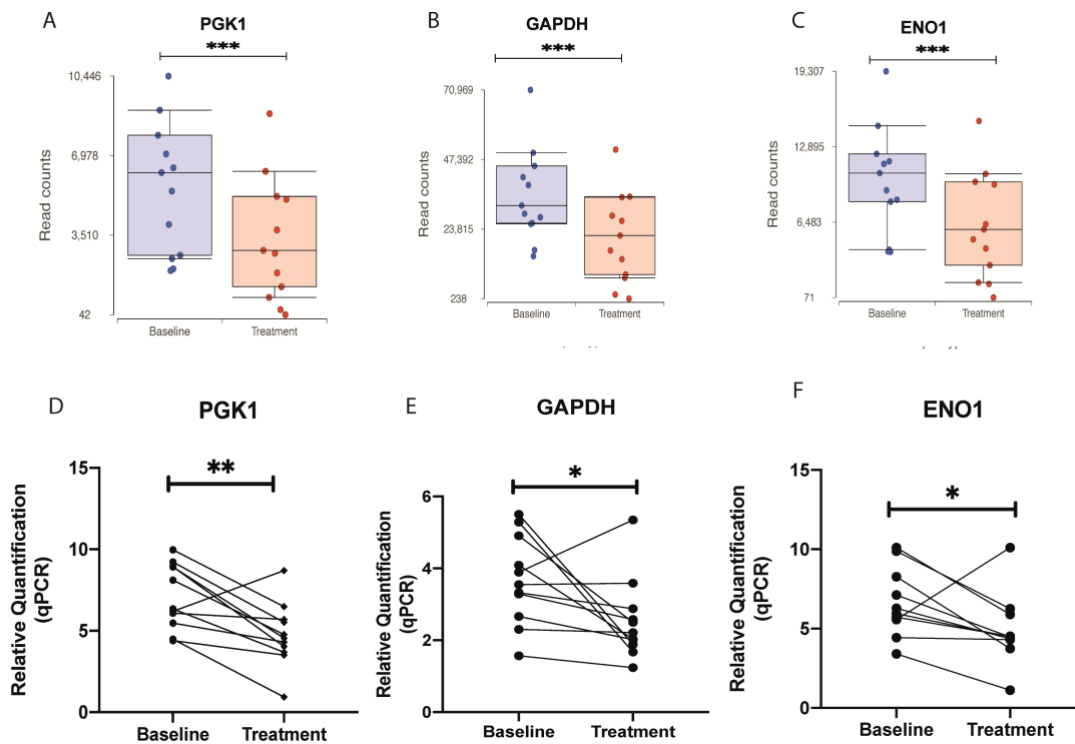 A
PGK1
***
10,446
6,978
3,510
42
Read counts
Baseline
Treatment
B
GAPDH
***
70,969
47,392
23,815
238
Read counts
Baseline
Treatment
C
ENO1
***
19,307
12,895
6,483
71
Read counts
Baseline
Treatment
D
PGK1
**
15
10
5
0
Relative Quantification
(qPCR)
Baseline
Treatment
E
GAPDH
*
6
4
2
0
Relative Quantification
(qPCR)
Baseline
Treatment
F
ENO1
*
15
10
5
0
Relative Quantification
(qPCR)
Baseline
Treatment